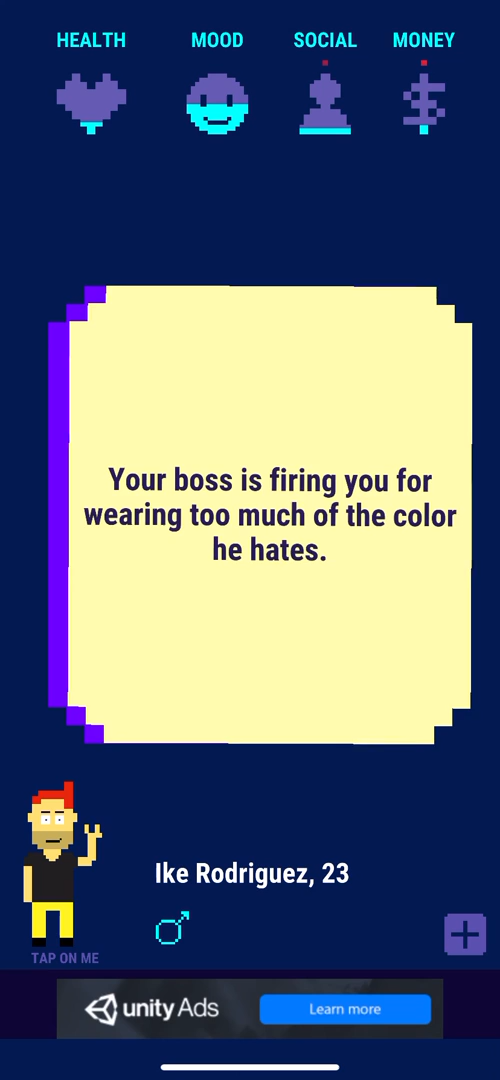 HEALTH MOOD SOCIAL MONEY
Your boss is firing you for
wearing too much of the color
he hates.
Ike Rodriguez, 23
TAP ON ME
unity Ads
Learn more